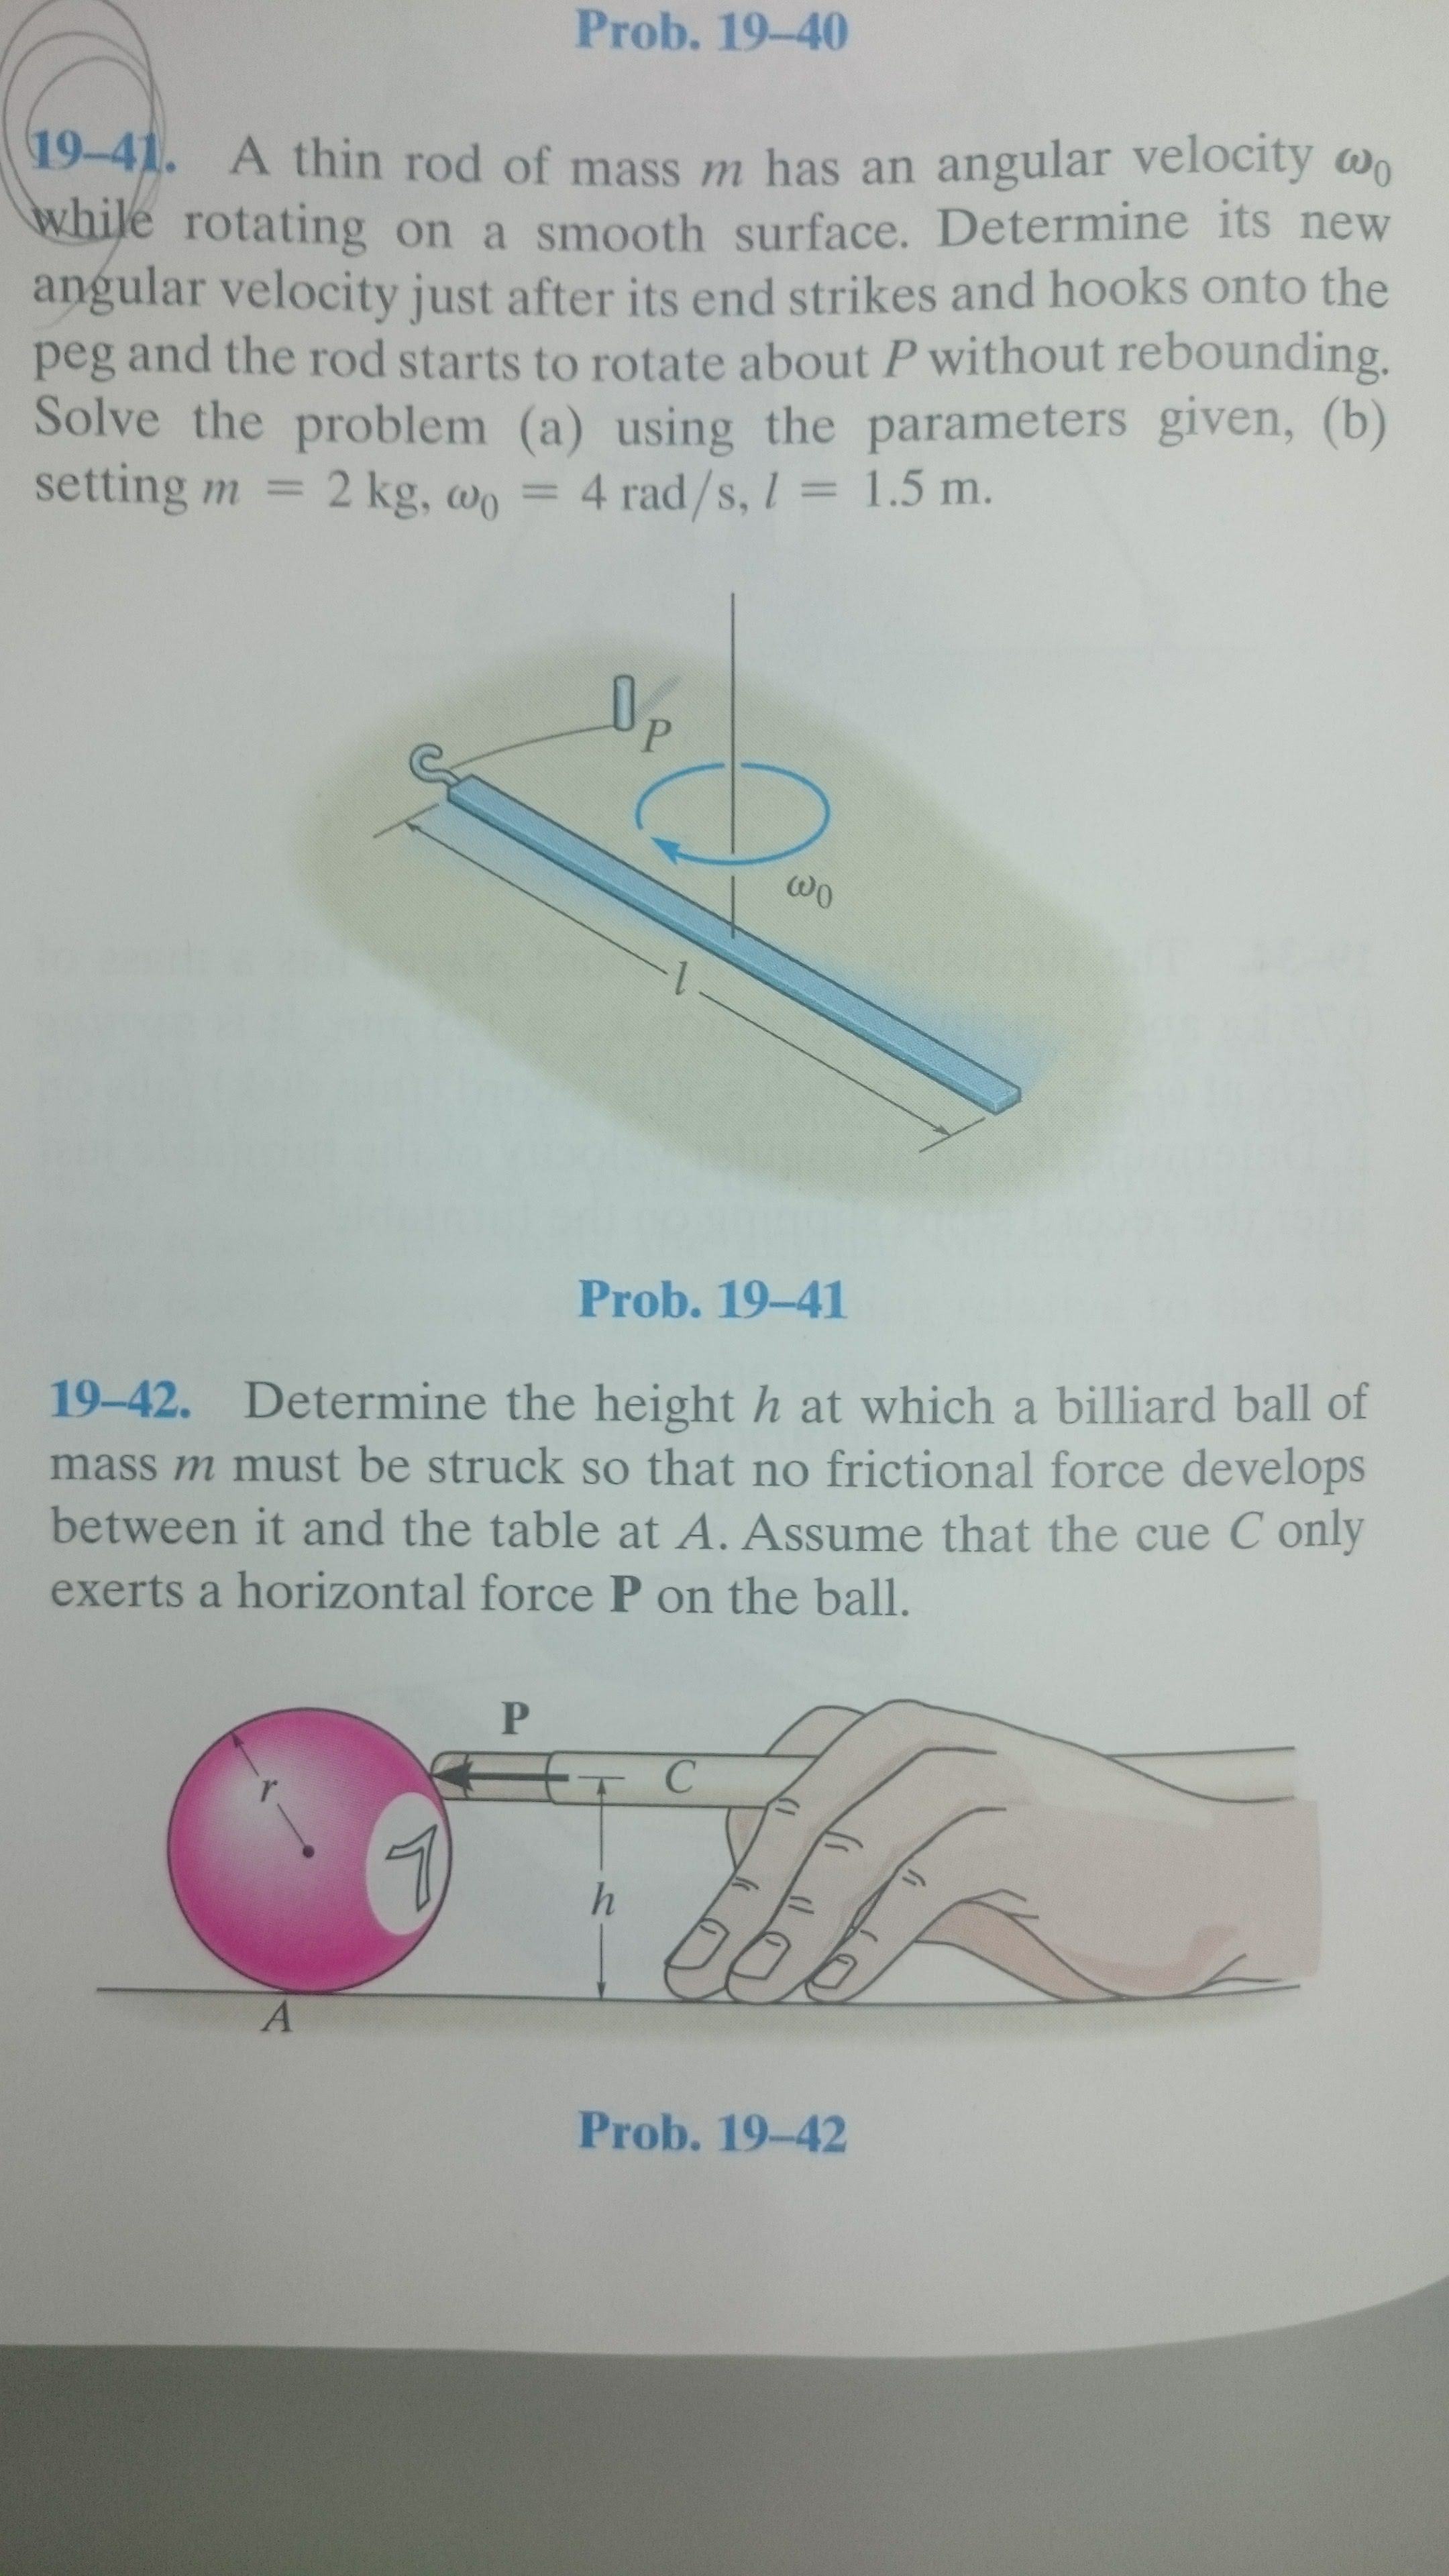 Prob. 19–40
19–41. A thin rod of mass m has an angular velocity ω₀
while rotating on a smooth surface. Determine its new
angular velocity just after its end strikes and hooks onto the
peg and the rod starts to rotate about P without rebounding.
Solve the problem (a) using the parameters given, (b)
setting m = 2 kg, ω₀ = 4 rad/s, l = 1.5 m.
P
ω₀
l
Prob. 19–41
19–42. Determine the height h at which a billiard ball of
mass m must be struck so that no frictional force develops
between it and the table at A. Assume that the cue C only
exerts a horizontal force P on the ball.
P
C
r
7
h
A
Prob. 19–42